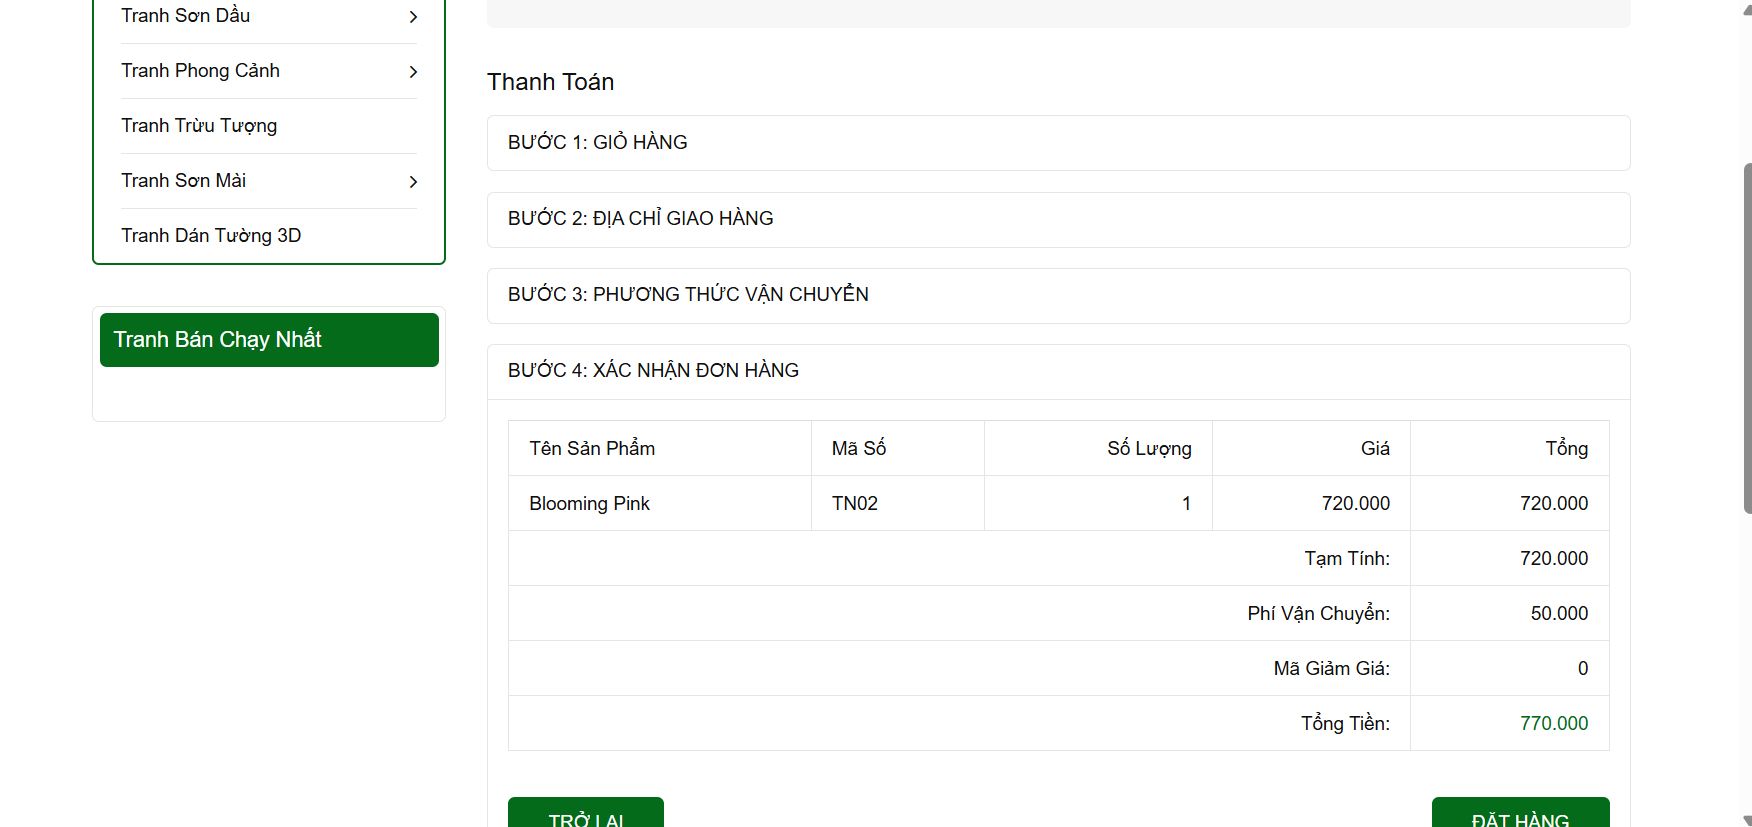 Tranh Sơn Dầu
Tranh Phong Cảnh
Tranh Trừu Tượng
Tranh Sơn Mài
Tranh Dán Tường 3D
Tranh Bán Chạy Nhất
Thanh Toán
BƯỚC 1: GIỎ HÀNG
BƯỚC 2: ĐỊA CHỈ GIAO HÀNG
BƯỚC 3: PHƯƠNG THỨC VẬN CHUYỂN
BƯỚC 4: XÁC NHẬN ĐƠN HÀNG
Tên Sản Phẩm Mã Số Số Lượng Giá Tổng
Blooming Pink TN02 1 720.000 720.000
Tạm Tính: 720.000
Phí Vận Chuyển: 50.000
Mã Giảm Giá: 0
Tổng Tiền: 770.000
TRỞ LẠI ĐẶT HÀNG